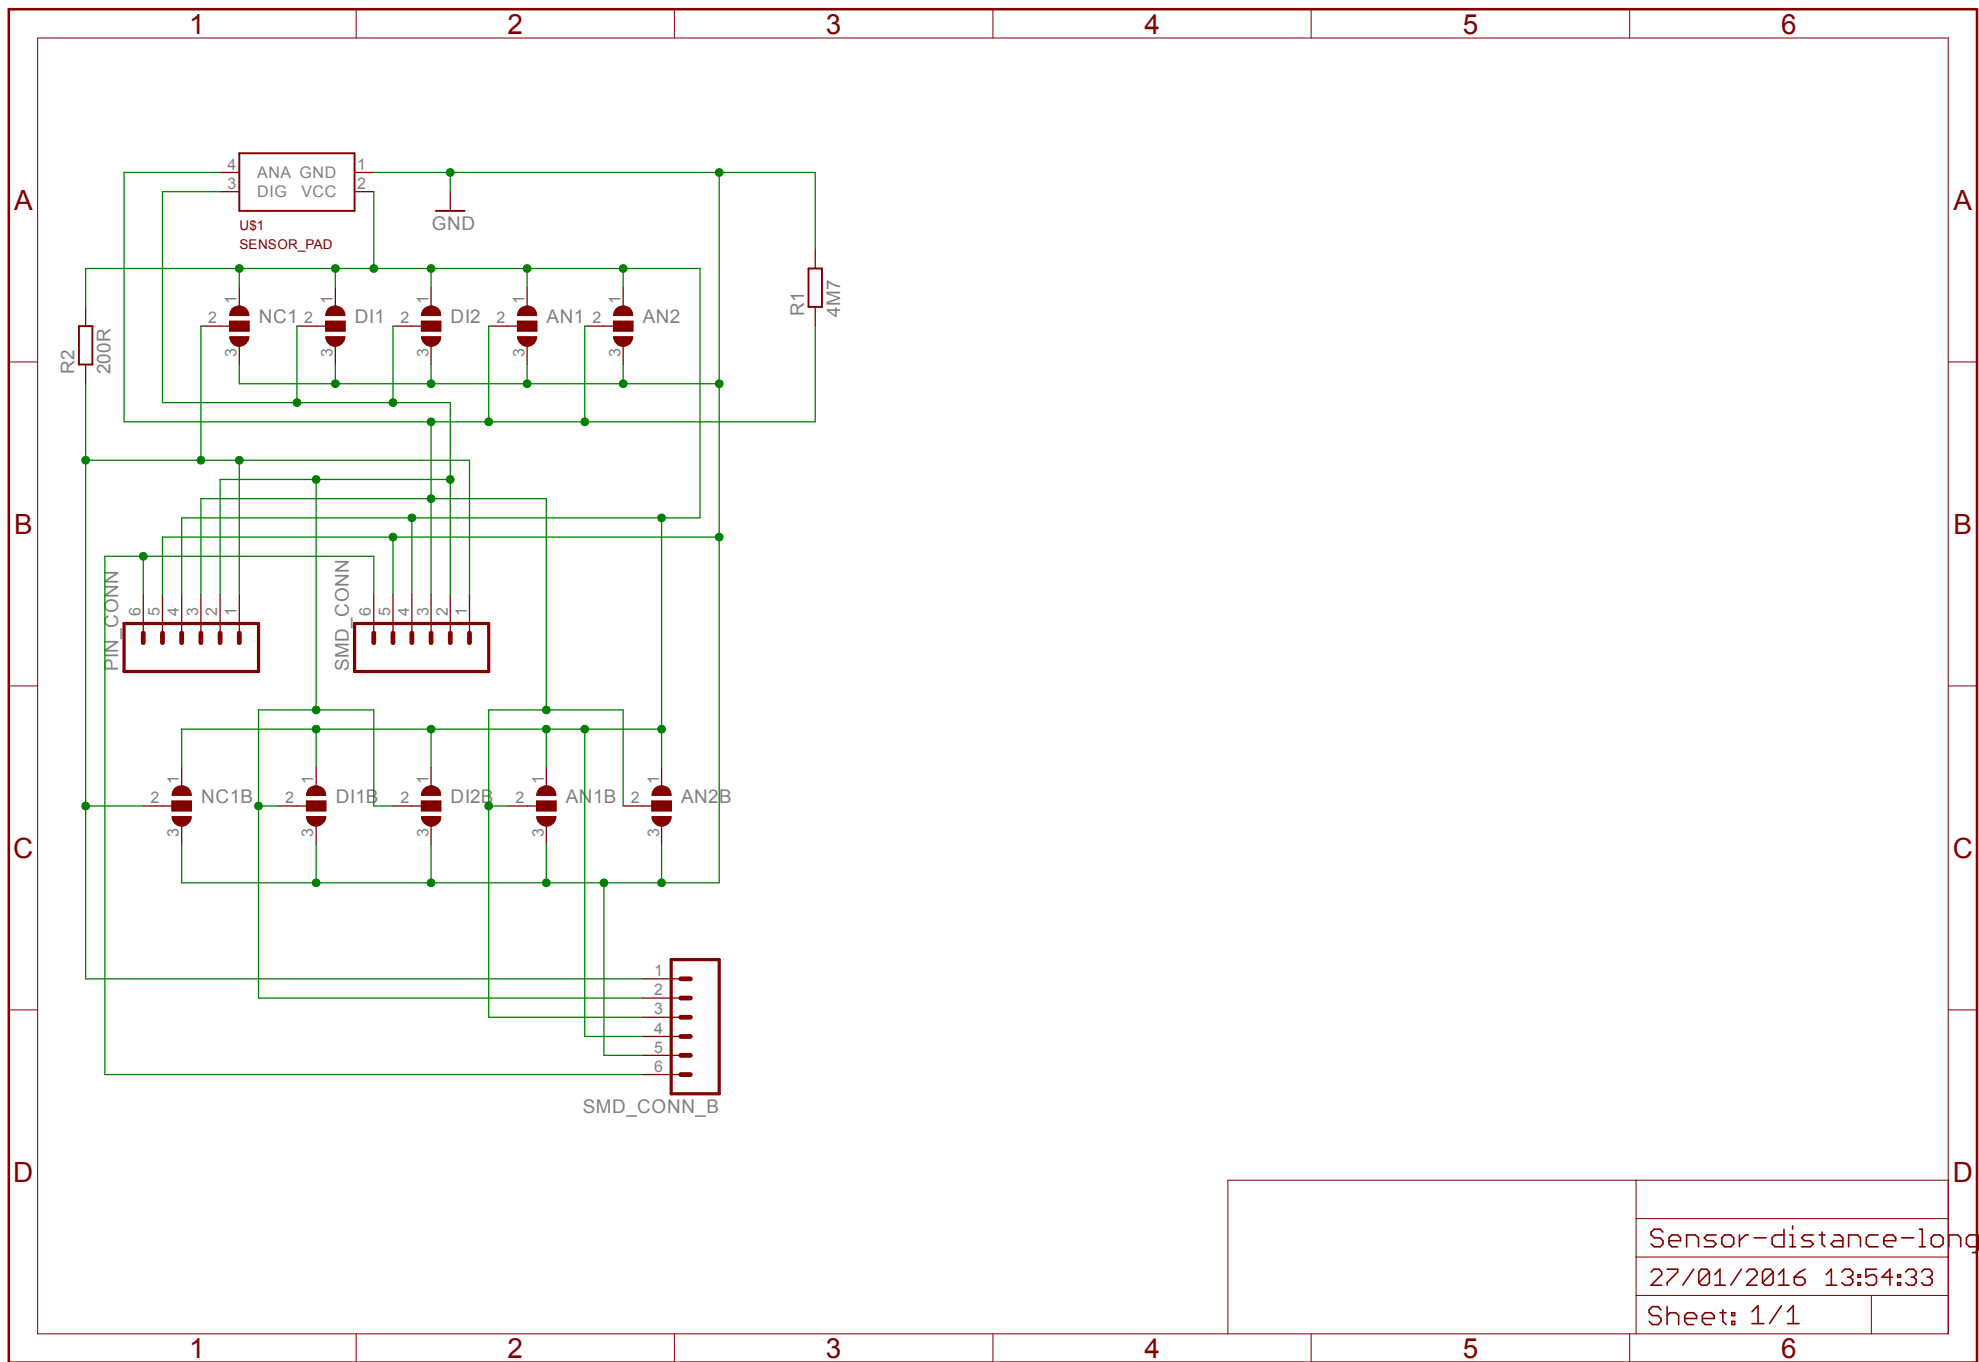 1 2 3 4 5 6
A A
4 ANA GND 1
3 DIG VCC 2
U$1
SENSOR_PAD
GND
1 1 1 1 1
2 NC1 2 DI1 2 DI2 2 AN1 2 AN2
3 3 3 3 3
R1
4M7
R2
200R
B B
PIN_CONN
6 5 4 3 2 1
SMD_CONN
6 5 4 3 2 1
1 1 1 1 1
2 NC1B 2 DI1B 2 DI2B 2 AN1B 2 AN2B
3 3 3 3 3
C C
1
2
3
4
5
6
SMD_CONN_B
D D
Sensor-distance-long
27/01/2016 13:54:33
Sheet: 1/1
1 2 3 4 5 6